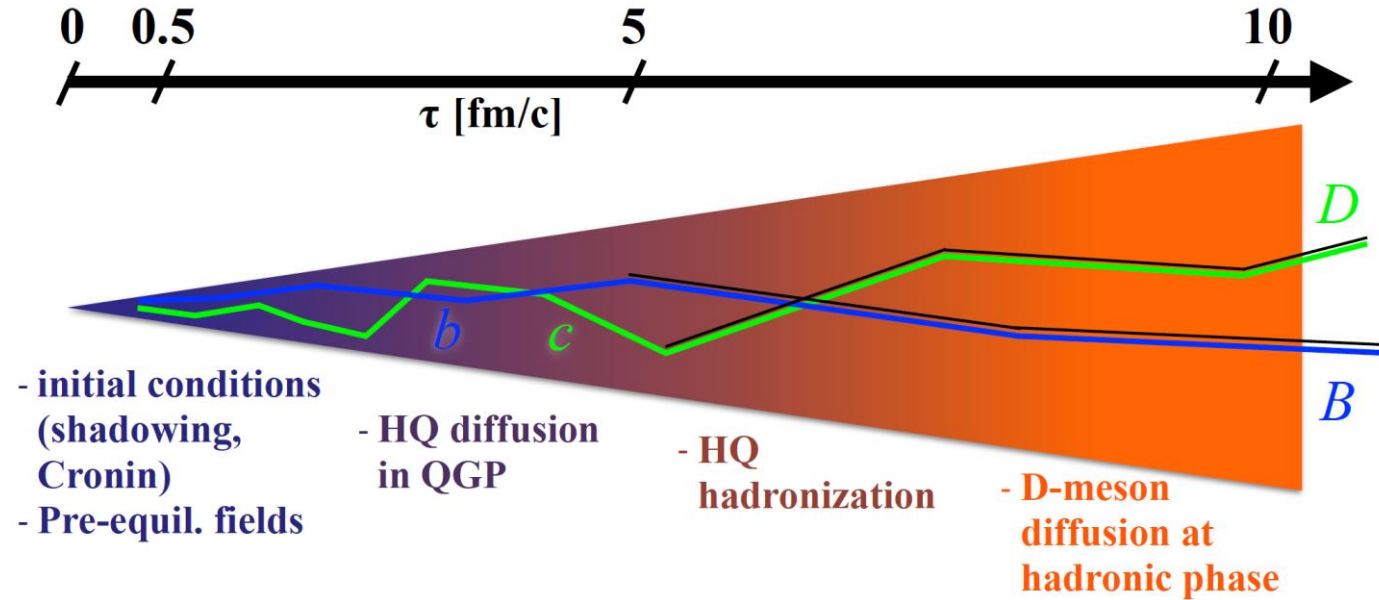 0 0.5 5 10
τ [fm/c]
D
b c
B
- initial conditions
(shadowing,
Cronin)
- Pre-equil. fields
- HQ diffusion
in QGP
- HQ
hadronization
- D-meson
diffusion at
hadronic phase